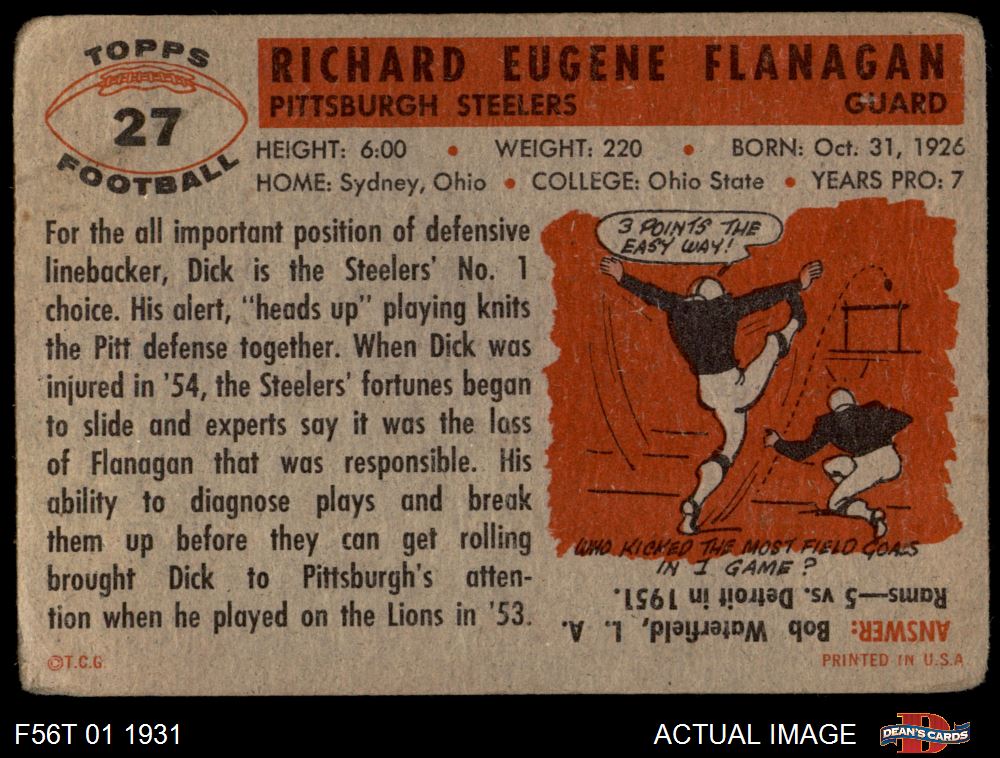 TOPPS
27
FOOTBALL
RICHARD EUGENE FLANAGAN
PITTSBURGH STEELERS GUARD
HEIGHT: 6:00 • WEIGHT: 220 • BORN: Oct. 31, 1926
HOME: Sydney, Ohio • COLLEGE: Ohio State • YEARS PRO: 7
For the all important position of defensive
linebacker, Dick is the Steelers' No. 1
choice. His alert, "heads up" playing knits
the Pitt defense together. When Dick was
injured in '54, the Steelers' fortunes began
to slide and experts say it was the loss
of Flanagan that was responsible. His
ability to diagnose plays and break
them up before they can get rolling
brought Dick to Pittsburgh's atten-
tion when he played on the Lions in '53.
©T.C.G.
3 POINTS THE
EASY WAY!
WHO KICKED THE MOST FIELD GOALS
IN 1 GAME?
ANSWER: Bob Waterfield, L. A.
Rams—5 vs. Detroit in 1951.
PRINTED IN U.S.A
F56T 01 1931
ACTUAL IMAGE
D
DEAN'S CARDS